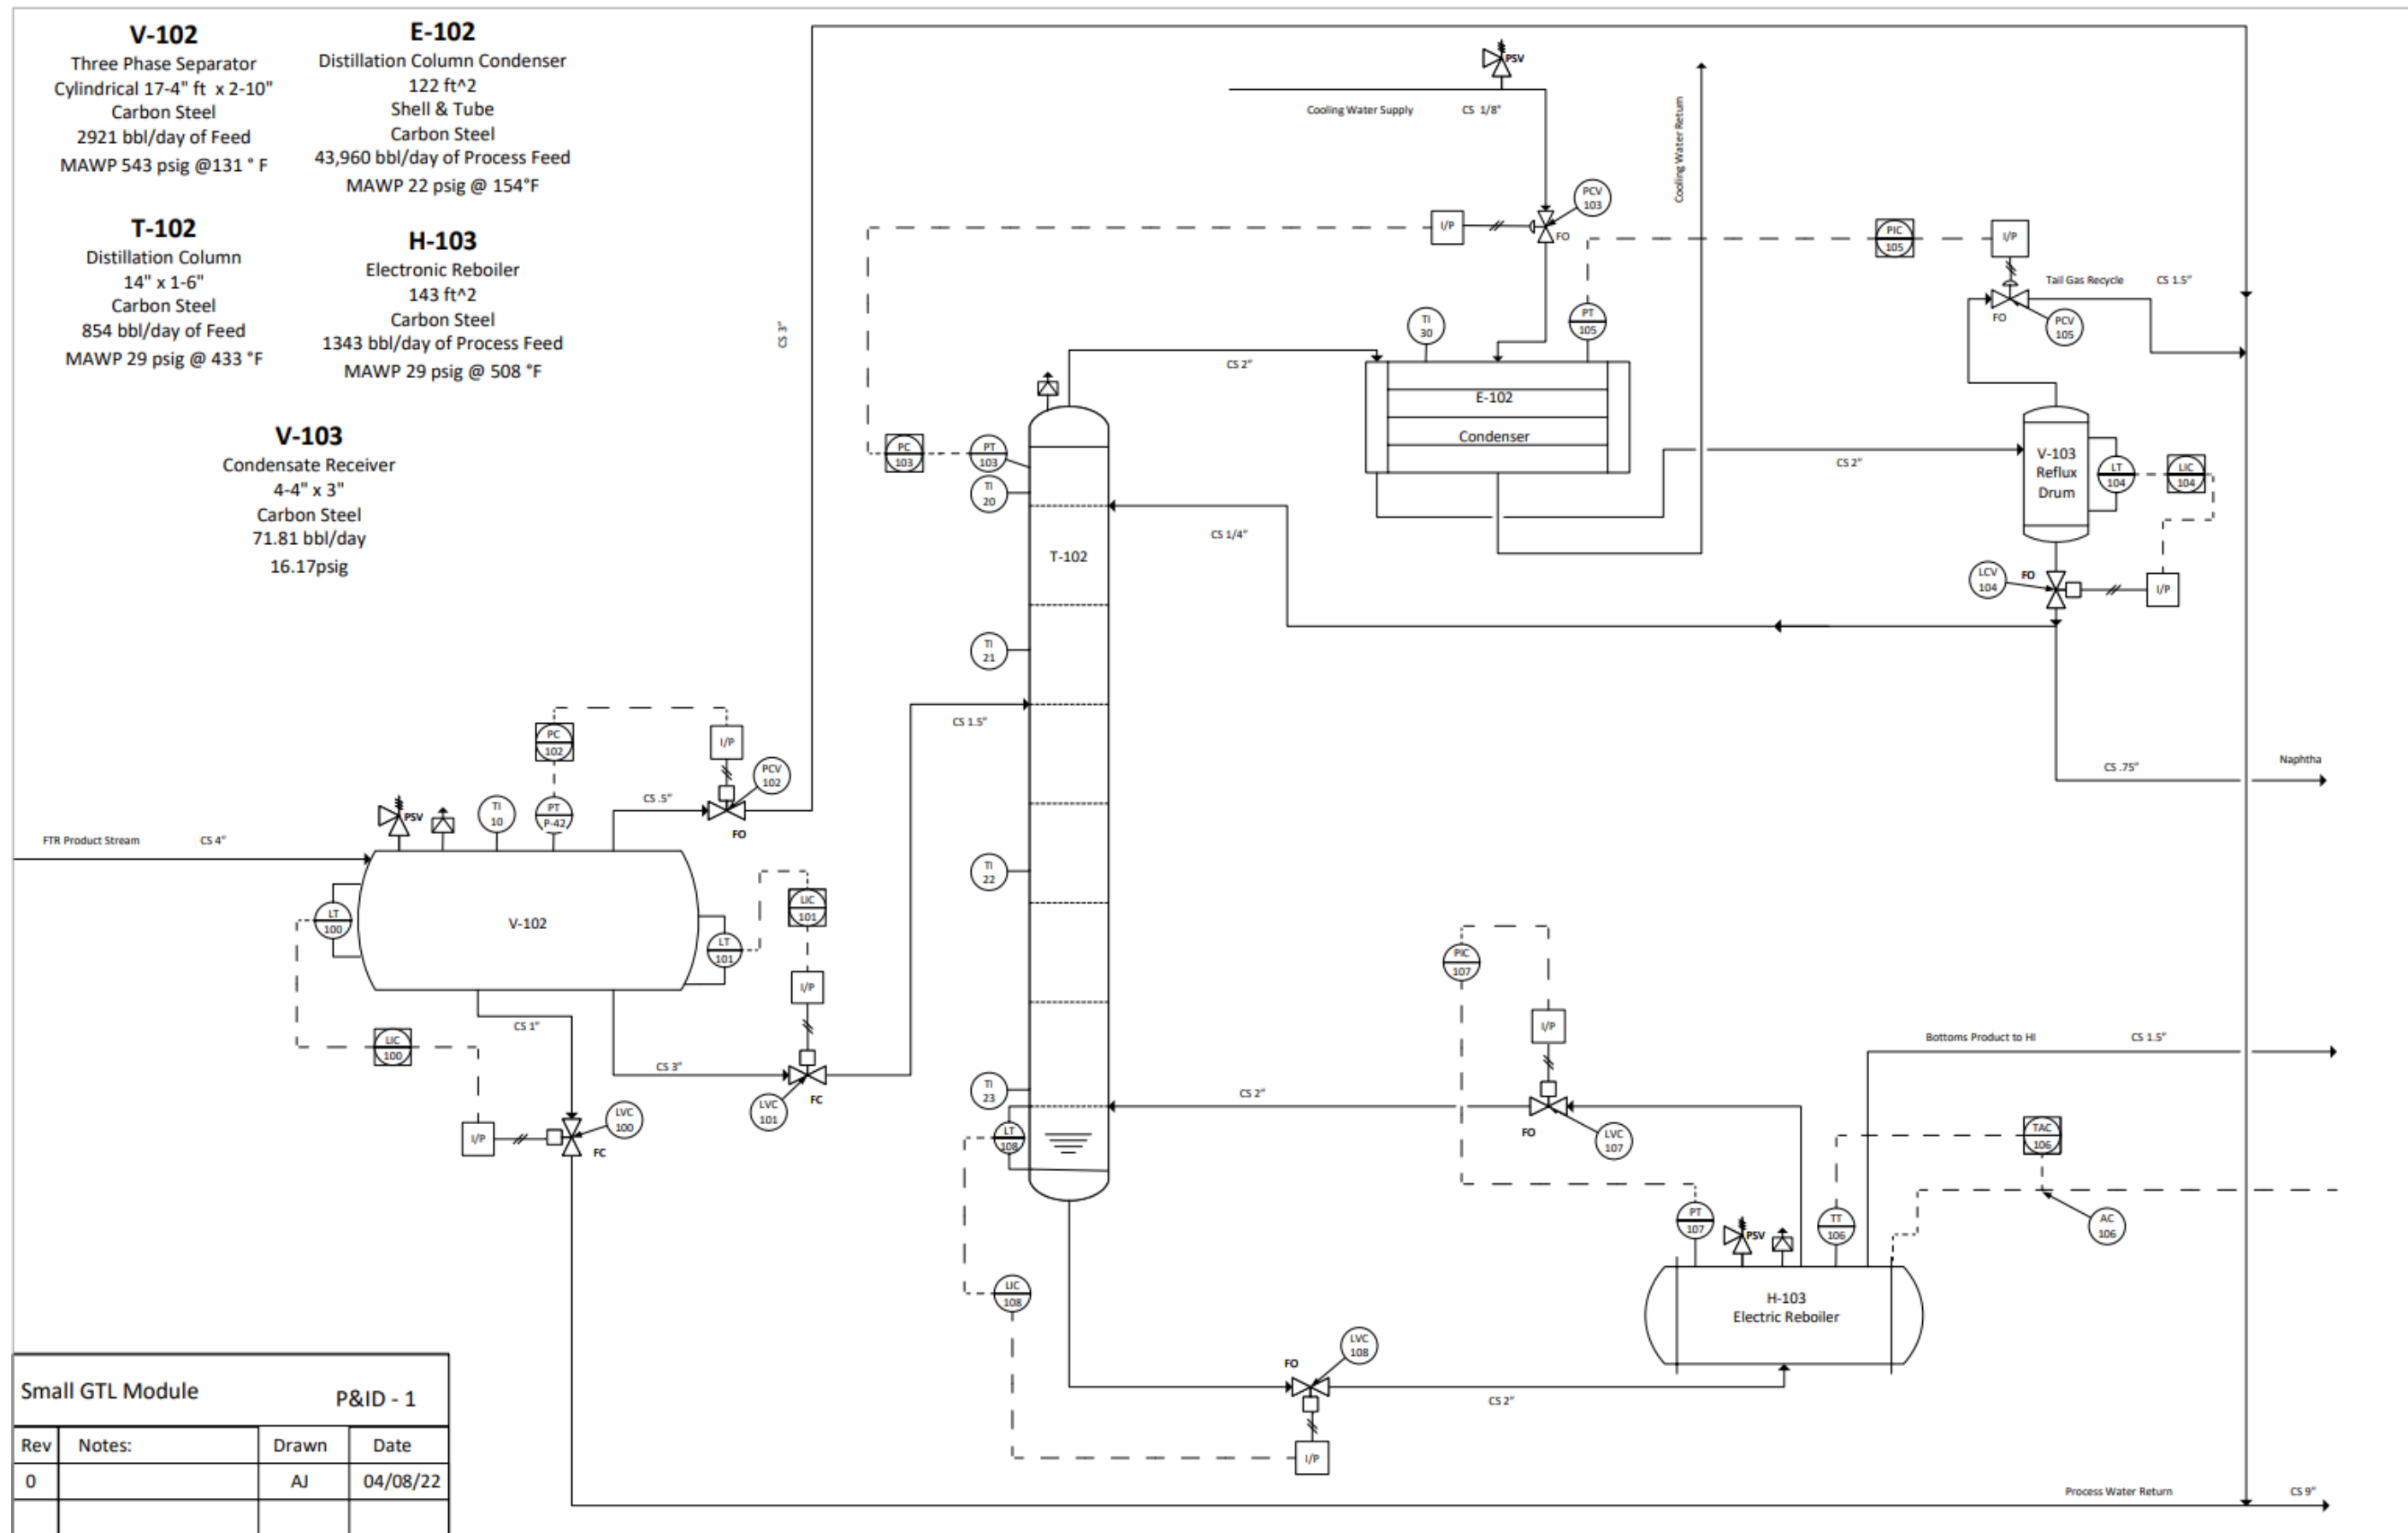 V-102
Three Phase Separator
Cylindrical 17-4" ft x 2-10"
Carbon Steel
2921 bbl/day of Feed
MAWP 543 psig @131 ° F
E-102
Distillation Column Condenser
122 ft^2
Shell & Tube
Carbon Steel
43,960 bbl/day of Process Feed
MAWP 22 psig @ 154°F
T-102
Distillation Column
14" x 1-6"
Carbon Steel
854 bbl/day of Feed
MAWP 29 psig @ 433 °F
H-103
Electronic Reboiler
143 ft^2
Carbon Steel
1343 bbl/day of Process Feed
MAWP 29 psig @ 508 °F
V-103
Condensate Receiver
4-4" x 3"
Carbon Steel
71.81 bbl/day
16.17psig
CS 3"
PSV
Cooling Water Supply
CS 1/8"
Cooling Water Return
I/P
PCV
103
FO
PIC
105
I/P
Tail Gas Recycle
CS 1.5"
FO
PCV
105
TI
30
PT
105
CS 2"
E-102
Condenser
PC
103
PT
103
TI
20
CS 2"
V-103
Reflux
Drum
LT
104
LIC
104
CS 1/4"
T-102
LCV
104
FO
I/P
TI
21
CS 1.5"
PC
102
I/P
PCV
102
Naphtha
CS .75"
PSV
TI
10
PT
P-42
CS .5"
FO
FTR Product Stream
CS 4"
TI
22
LIC
101
LT
100
V-102
LT
101
PIC
107
I/P
CS 1"
I/P
LIC
100
Bottoms Product to HI
CS 1.5"
CS 3"
LVC
101
FC
TI
23
CS 2"
LVC
100
I/P
FC
LT
108
FO
LVC
107
TAC
106
PT
107
PSV
TT
106
AC
106
LIC
108
H-103
Electric Reboiler
LVC
108
FO
CS 2"
I/P
Small GTL Module
P&ID - 1
Rev
Notes:
Drawn
Date
0
AJ
04/08/22
Process Water Return
CS 9"